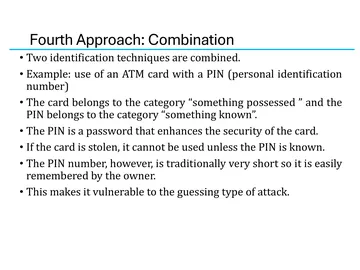 Fourth Approach: Combination
• Two identification techniques are combined.
• Example: use of an ATM card with a PIN (personal identification
number)
• The card belongs to the category “something possessed ” and the
PIN belongs to the category “something known”.
• The PIN is a password that enhances the security of the card.
• If the card is stolen, it cannot be used unless the PIN is known.
• The PIN number, however, is traditionally very short so it is easily
remembered by the owner.
• This makes it vulnerable to the guessing type of attack.